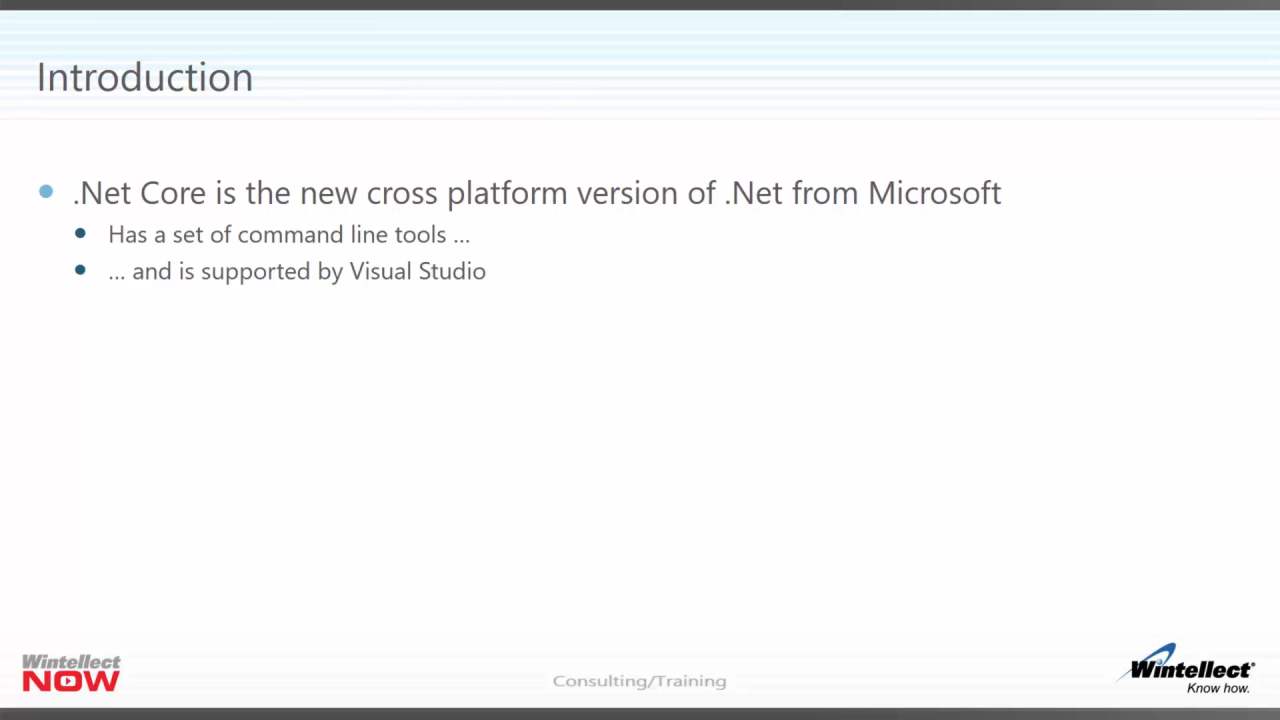 Introduction
.Net Core is the new cross platform version of .Net from Microsoft
Has a set of command line tools ...
... and is supported by Visual Studio
Wintellect
NOW
Consulting/Training
Wintellect®
Know how.